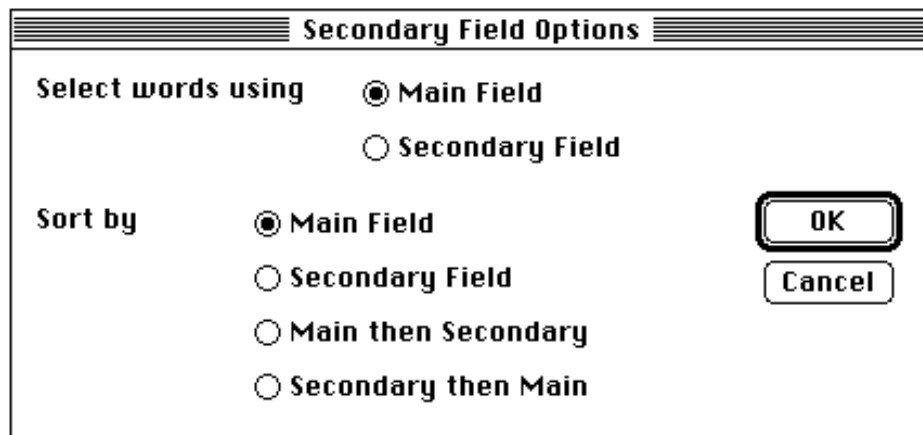 Secondary Field Options
Select words using Main Field
Secondary Field
Sort by Main Field OK
Secondary Field Cancel
Main then Secondary
Secondary then Main